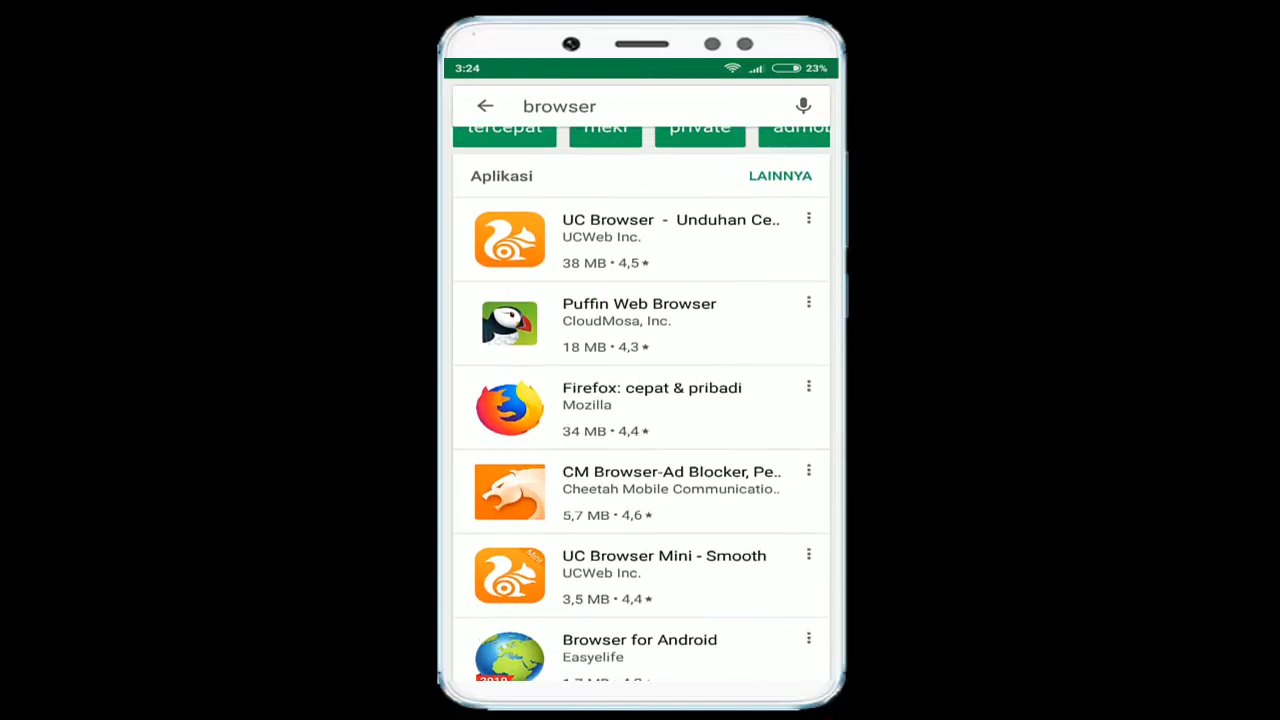 3:24
23%
browser
tercepat meki private admob
Aplikasi
LAINNYA
UC Browser - Unduhan Ce..
UCWeb Inc.
38 MB • 4,5★
Puffin Web Browser
CloudMosa, Inc.
18 MB • 4,3★
Firefox: cepat & pribadi
Mozilla
34 MB • 4,4★
CM Browser-Ad Blocker, Pe..
Cheetah Mobile Communicatio..
5,7 MB • 4,6★
Mini
UC Browser Mini - Smooth
UCWeb Inc.
3,5 MB • 4,4★
Browser for Android
Easyelife
2019